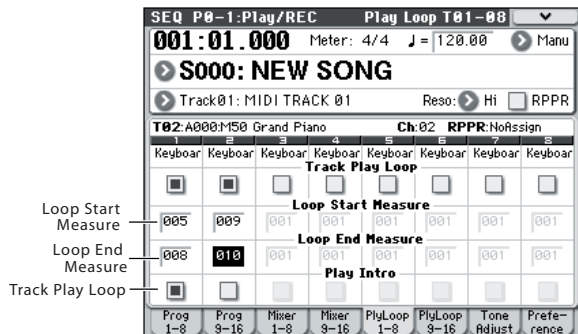 SEQ P0-1:Play/REC Play Loop T01-08
001:01.000 Meter: 4/4 ♩= 120.00 Manu
S000: NEW SONG
Track01: MIDI TRACK 01 Reso: Hi RPPR
T02:A000:M50 Grand Piano Ch:02 RPPR:NoAssign
1 2 3 4 5 6 7 8
Keyboar Keyboar Keyboar Keyboar Keyboar Keyboar Keyboar Keyboar
Track Play Loop
Loop Start Measure
Loop Start Measure 005 009 001 001 001 001 001 001
Loop End Measure
Loop End Measure 008 010 001 001 001 001 001 001
Play Intro
Track Play Loop
Prog 1-8 Prog 9-16 Mixer 1-8 Mixer 9-16 PlyLoop 1-8 PlyLoop 9-16 Tone Adjust Prefe-rence